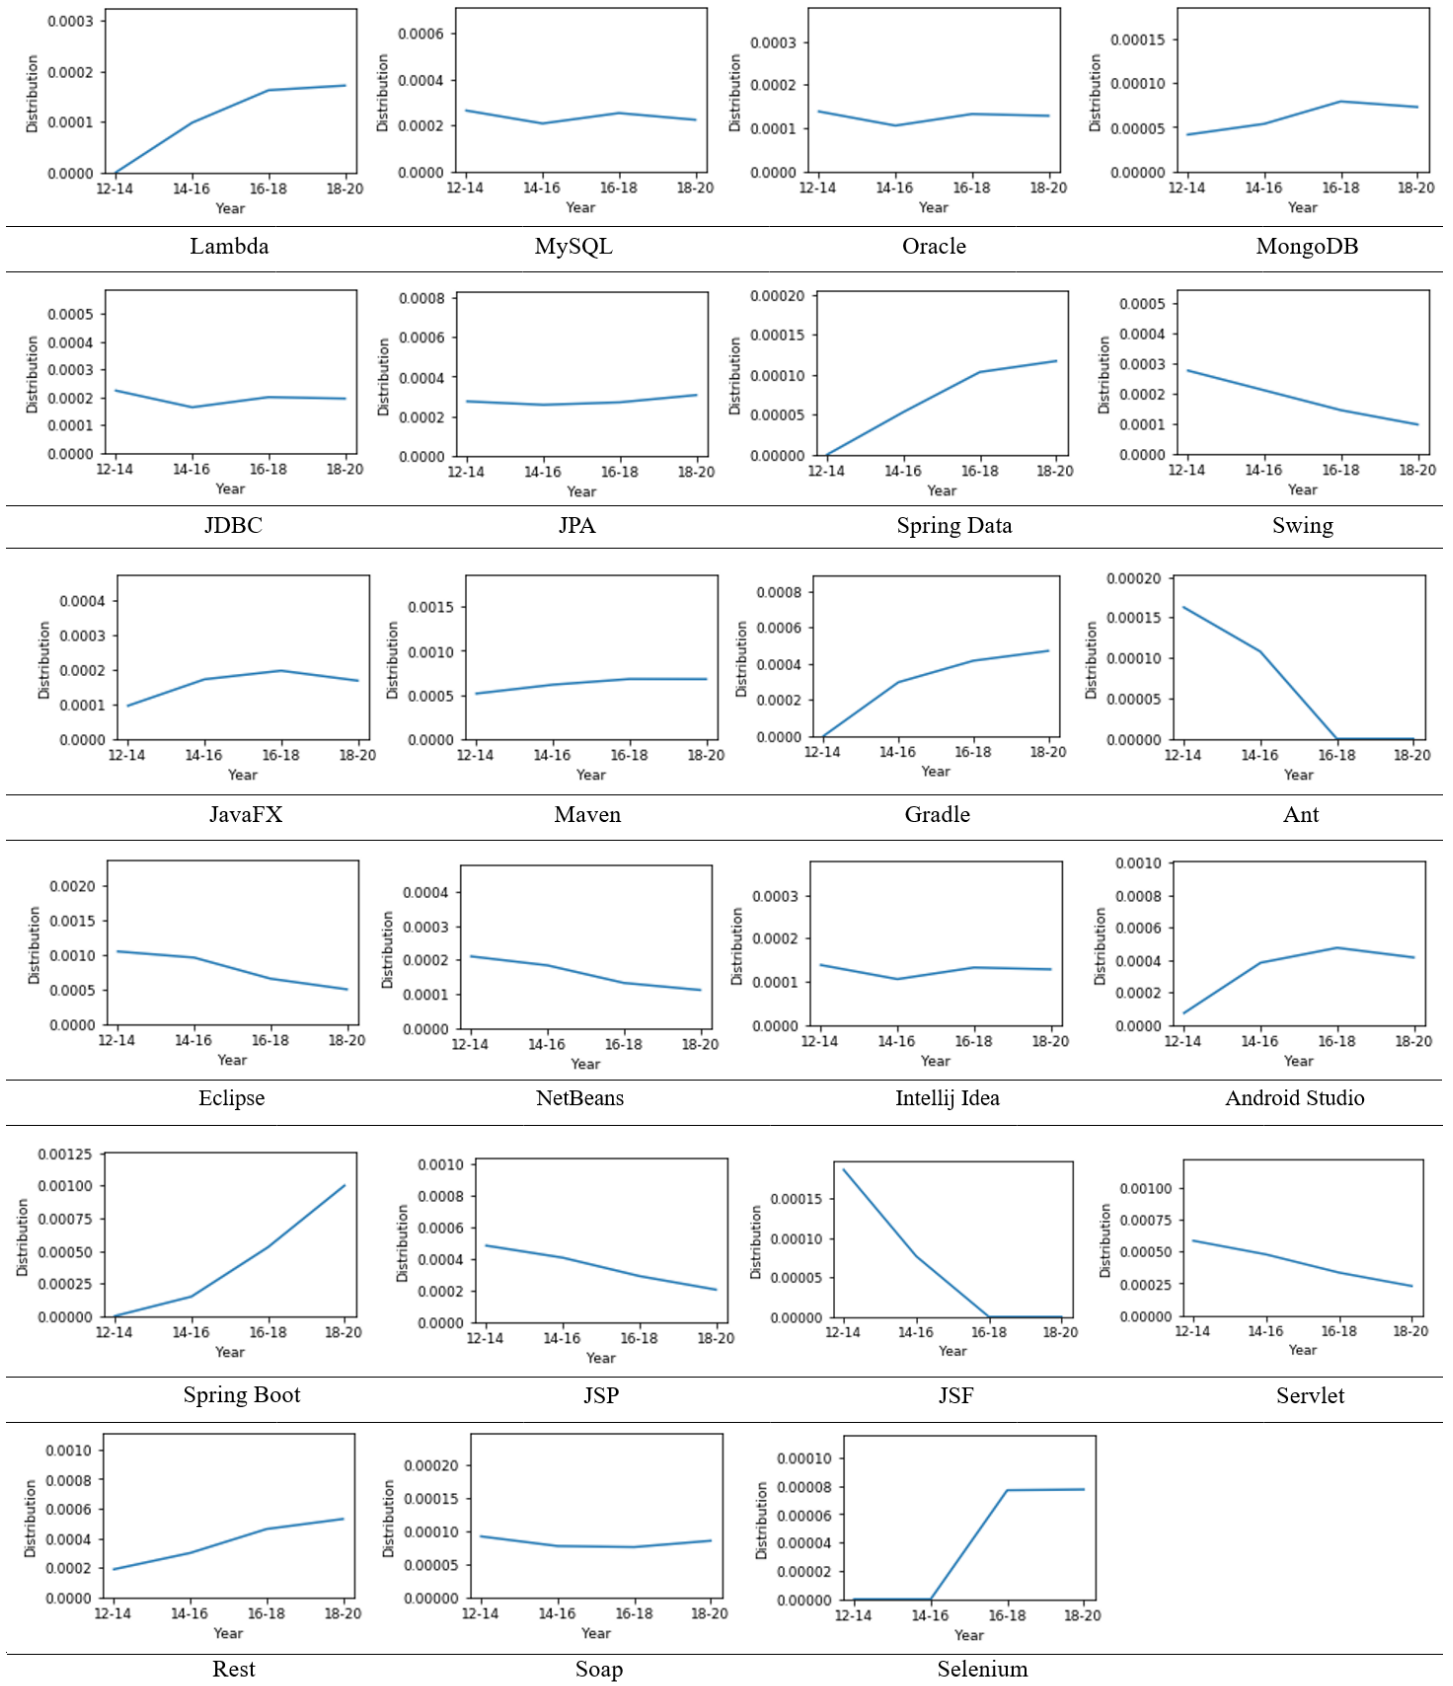 Distribution
0.0003
0.0002
0.0001
0.0000
12-14 14-16 16-18 18-20
Year
Lambda
Distribution
0.0006
0.0004
0.0002
0.0000
12-14 14-16 16-18 18-20
Year
MySQL
Distribution
0.0003
0.0002
0.0001
0.0000
12-14 14-16 16-18 18-20
Year
Oracle
Distribution
0.00015
0.00010
0.00005
0.00000
12-14 14-16 16-18 18-20
Year
MongoDB
Distribution
0.0005
0.0004
0.0003
0.0002
0.0001
0.0000
12-14 14-16 16-18 18-20
Year
JDBC
Distribution
0.0008
0.0006
0.0004
0.0002
0.0000
12-14 14-16 16-18 18-20
Year
JPA
Distribution
0.00020
0.00015
0.00010
0.00005
0.00000
12-14 14-16 16-18 18-20
Year
Spring Data
Distribution
0.0005
0.0004
0.0003
0.0002
0.0001
0.0000
12-14 14-16 16-18 18-20
Year
Swing
Distribution
0.0004
0.0003
0.0002
0.0001
0.0000
12-14 14-16 16-18 18-20
Year
JavaFX
Distribution
0.0015
0.0010
0.0005
0.0000
12-14 14-16 16-18 18-20
Year
Maven
Distribution
0.0008
0.0006
0.0004
0.0002
0.0000
12-14 14-16 16-18 18-20
Year
Gradle
Distribution
0.00020
0.00015
0.00010
0.00005
0.00000
12-14 14-16 16-18 18-20
Year
Ant
Distribution
0.0020
0.0015
0.0010
0.0005
0.0000
12-14 14-16 16-18 18-20
Year
Eclipse
Distribution
0.0004
0.0003
0.0002
0.0001
0.0000
12-14 14-16 16-18 18-20
Year
NetBeans
Distribution
0.0003
0.0002
0.0001
0.0000
12-14 14-16 16-18 18-20
Year
Intellij Idea
Distribution
0.0010
0.0008
0.0006
0.0004
0.0002
0.0000
12-14 14-16 16-18 18-20
Year
Android Studio
Distribution
0.00125
0.00100
0.00075
0.00050
0.00025
0.00000
12-14 14-16 16-18 18-20
Year
Spring Boot
Distribution
0.0010
0.0008
0.0006
0.0004
0.0002
0.0000
12-14 14-16 16-18 18-20
Year
JSP
Distribution
0.00015
0.00010
0.00005
0.00000
12-14 14-16 16-18 18-20
Year
JSF
Distribution
0.00100
0.00075
0.00050
0.00025
0.00000
12-14 14-16 16-18 18-20
Year
Servlet
Distribution
0.0010
0.0008
0.0006
0.0004
0.0002
0.0000
12-14 14-16 16-18 18-20
Year
Rest
Distribution
0.00020
0.00015
0.00010
0.00005
0.00000
12-14 14-16 16-18 18-20
Year
Soap
Distribution
0.00010
0.00008
0.00006
0.00004
0.00002
0.00000
12-14 14-16 16-18 18-20
Year
Selenium